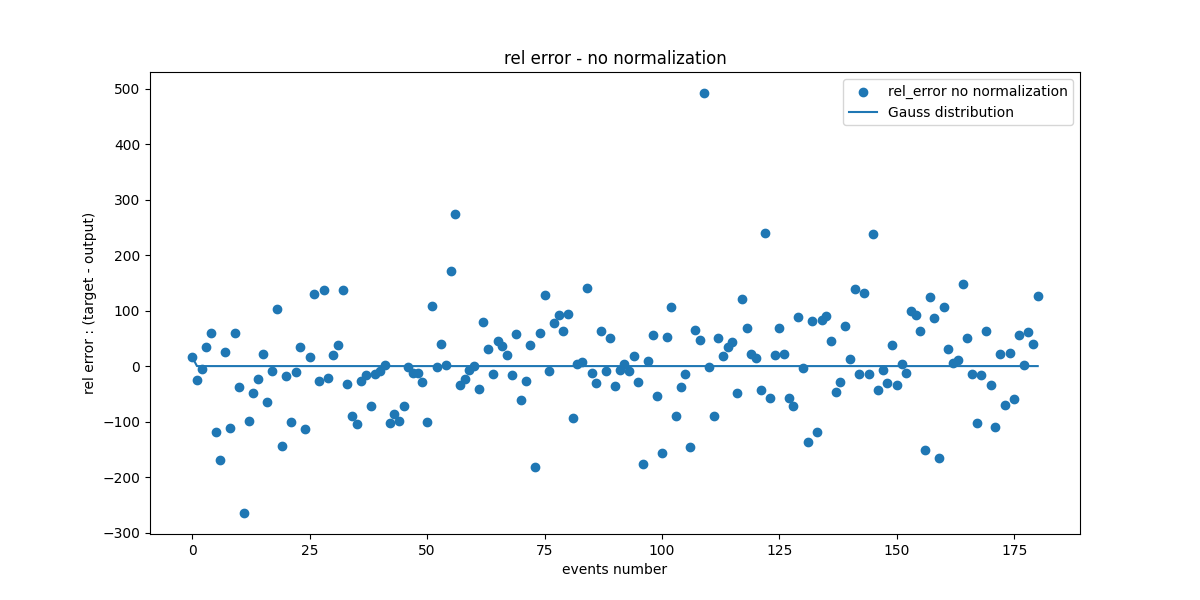 rel error - no normalization
rel_error no normalization
Gauss distribution
rel error : (target - output)
500
400
300
200
100
0
−100
−200
−300
0 25 50 75 100 125 150 175
events number